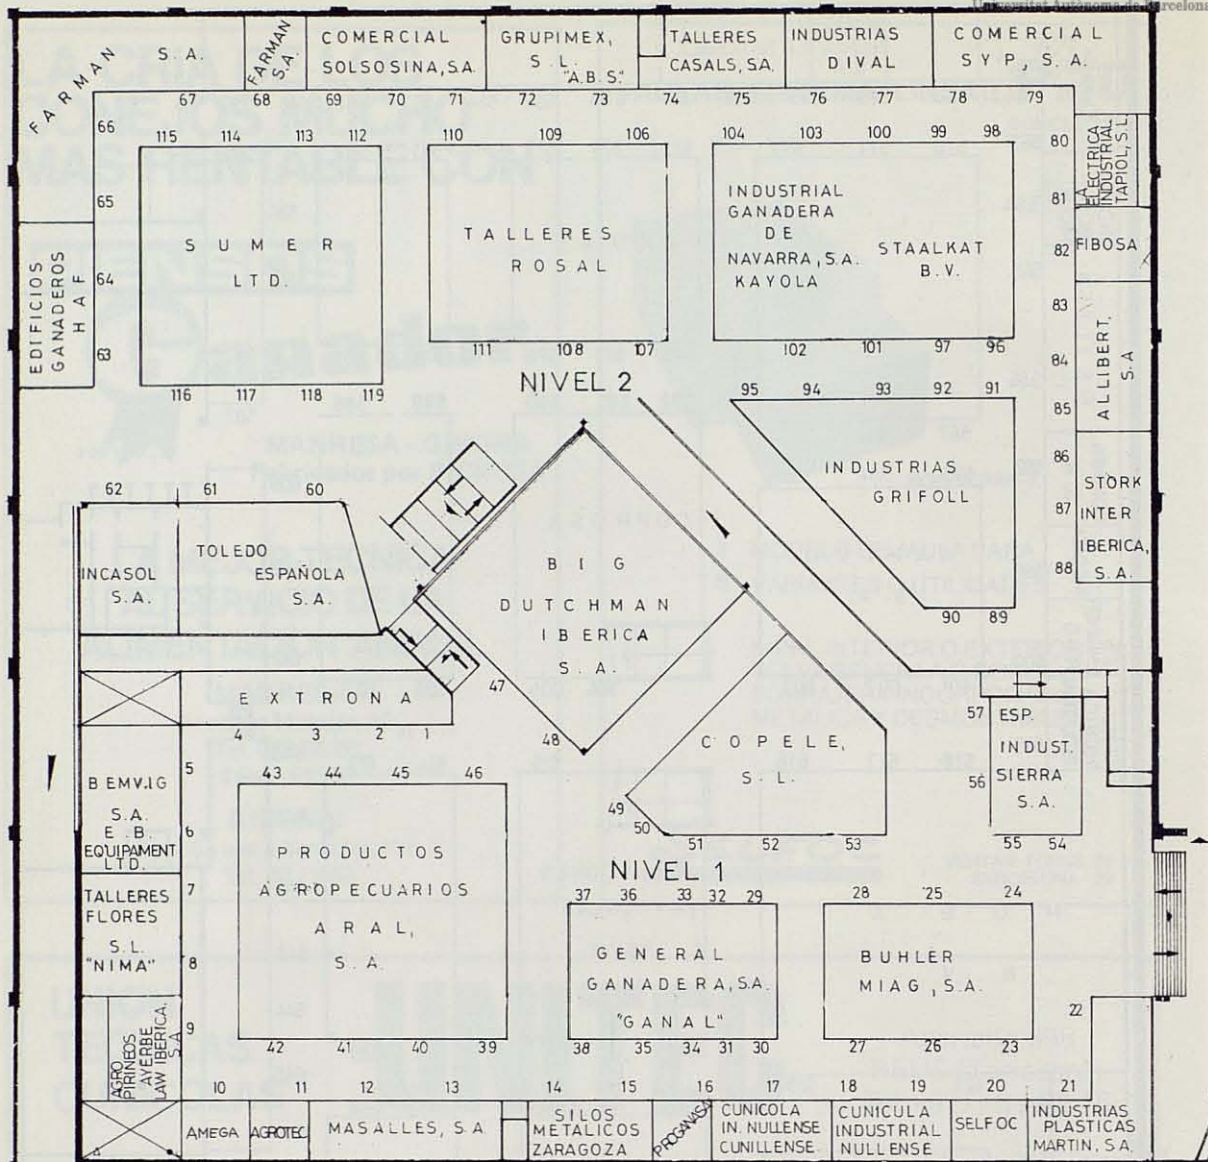 Universitat Autònoma de Barcelona
FARMAN S.A.
FARMAN S.A.
COMERCIAL
SOLSOSINA, S.A.
GRUPIMEX,
S.L.
"A.B.S."
TALLERES
CASALS, S.A.
INDUSTRIAS
DIVAL
COMERCIAL
SYP, S.A.
67 68 69 70 71 72 73 74 75 76 77 78 79
66
65
64
63
EDIFICIOS
GANADEROS
HAF
115 114 113 112
SUMER
LTD.
116 117 118 119
110 109 106
TALLERES
ROSAL
111 108 107
104 103 100 99 98
INDUSTRIAL
GANADERA
DE
NAVARRA, S.A.
KAYOLA
STAALKAT
B.V.
102 101 97 96
80
81
82
83
84
85
86
87
88
LA
ELECTRICA
INDUSTRIAL
TAPIOL, S.L.
FIBOSA
ALLIBERT,
S.A
STORK
INTER
IBERICA,
S.A.
NIVEL 2
95 94 93 92 91
INDUSTRIAS
GRIFOLL
90 89
62 61 60
INCASOL
S.A.
TOLEDO
ESPAÑOLA
S.A.
BIG
DUTCHMAN
IBERICA
S.A.
47
48
EXTRONA
4 3 2 1
COPELE,
S.L.
49
50
51 52 53
57
56
ESP.
INDUST.
SIERRA
S.A.
55 54
BEMV.IG
S.A.
E.B.
EQUIPAMENT
LTD.
TALLERES
FLORES
S.L.
"NIMA"
AGRO
PIRINEOS
AYERBE
LAW IBERICA,
S.A
5
6
7
8
9
43 44 45 46
PRODUCTOS
AGROPECUARIOS
ARAL,
S.A.
42 41 40 39
NIVEL 1
37 36 33 32 29
GENERAL
GANADERA, S.A.
"GANAL"
38 35 34 31 30
28 25 24
BUHLER
MIAG, S.A.
27 26 23
22
10 11 12 13 14 15 16 17 18 19 20 21
AMEGA
AGROTEC
MASALLES, S.A.
SILOS
METALICOS
ZARAGOZA
PROGANASA
CUNICOLA
IN. NULLENSE
CUNILLENSE
CUNICULA
INDUSTRIAL
NULLENSE
SELFOC
INDUSTRIAS
PLASTICAS
MARTIN, S.A.